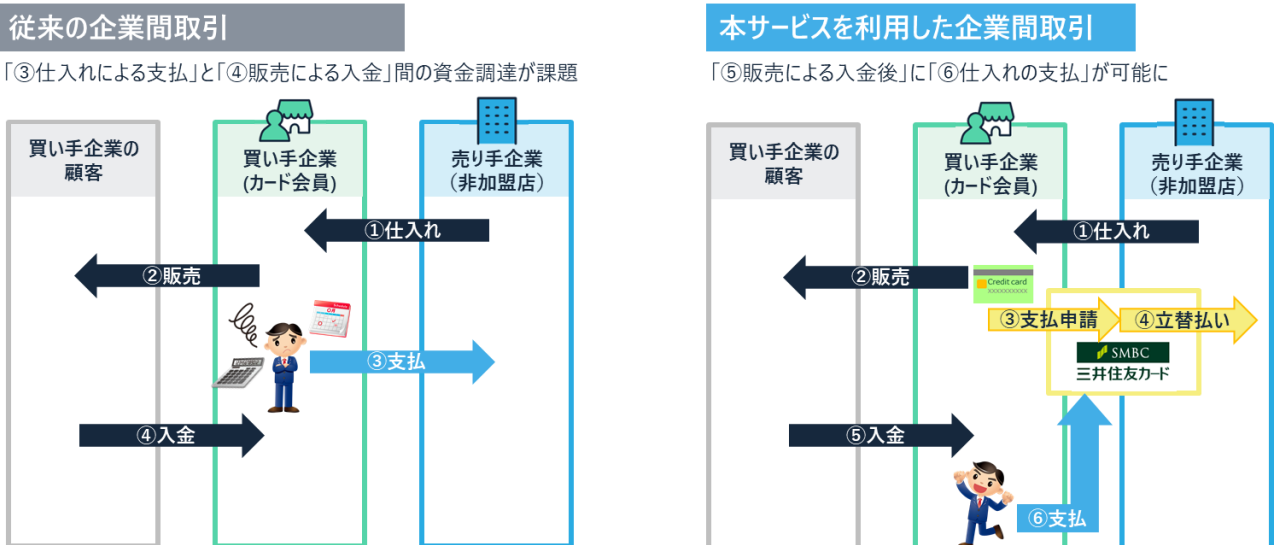 従来の企業間取引
「③仕入れによる支払」と「④販売による入金」間の資金調達が課題
買い手企業の
顧客
買い手企業
(カード会員)
売り手企業
（非加盟店）
①仕入れ
②販売
③支払
④入金
本サービスを利用した企業間取引
「⑤販売による入金後」に「⑥仕入れの支払」が可能に
買い手企業の
顧客
買い手企業
(カード会員)
売り手企業
（非加盟店）
①仕入れ
②販売
Credit card
XXXXXXXXXX
③支払申請
④立替払い
SMBC
三井住友カード
⑤入金
⑥支払